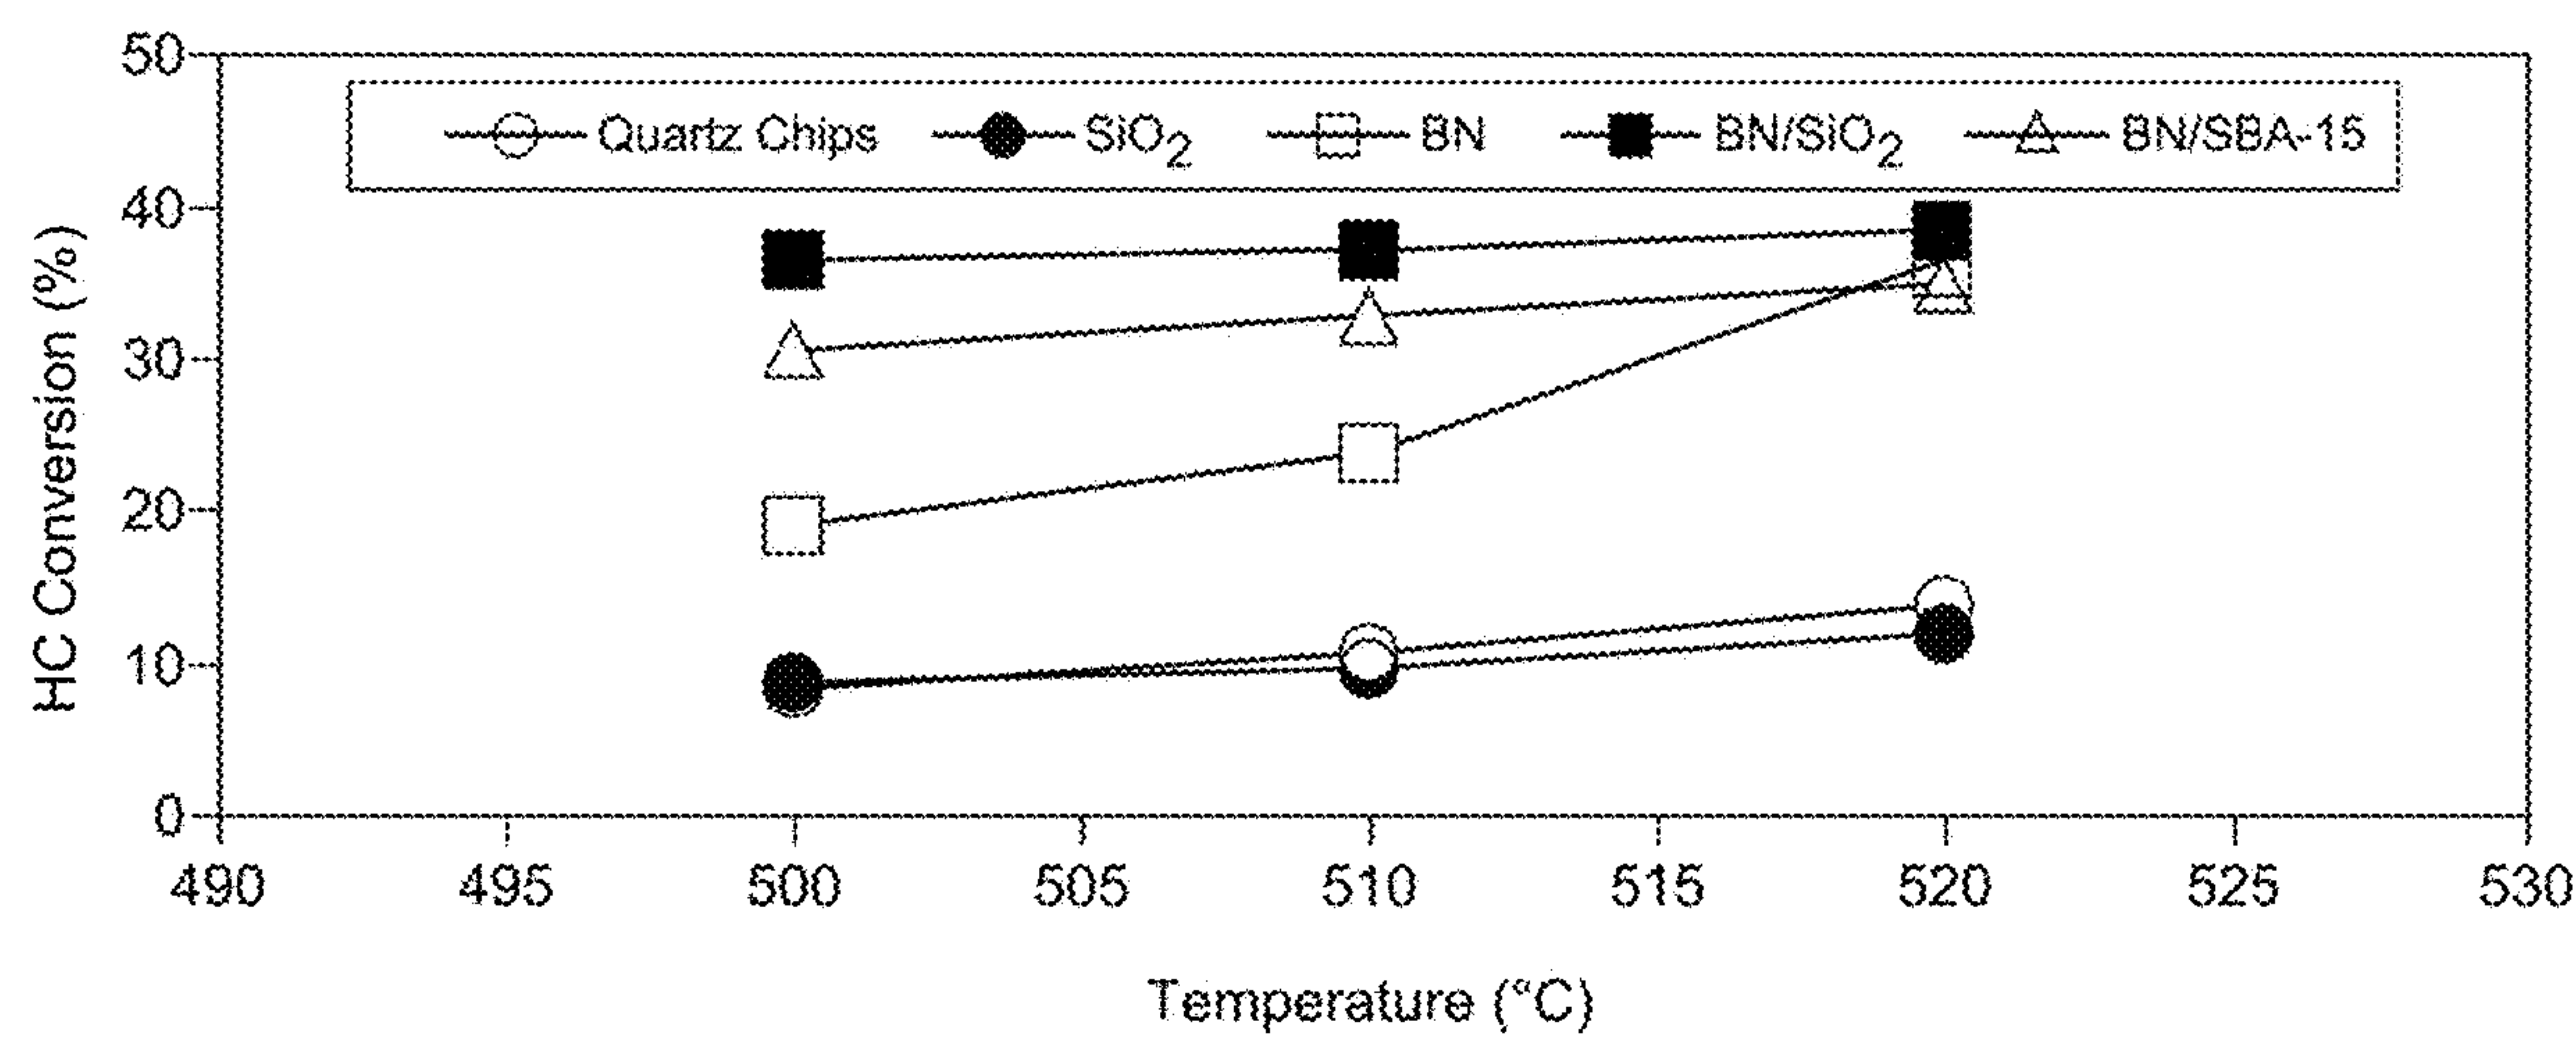 50
Quartz Chips SiO2 BN BN/SiO2 BN/SBA-15
40
30
20
10
0
HC Conversion (%)
490 495 500 505 510 515 520 525 530
Temperature (°C)